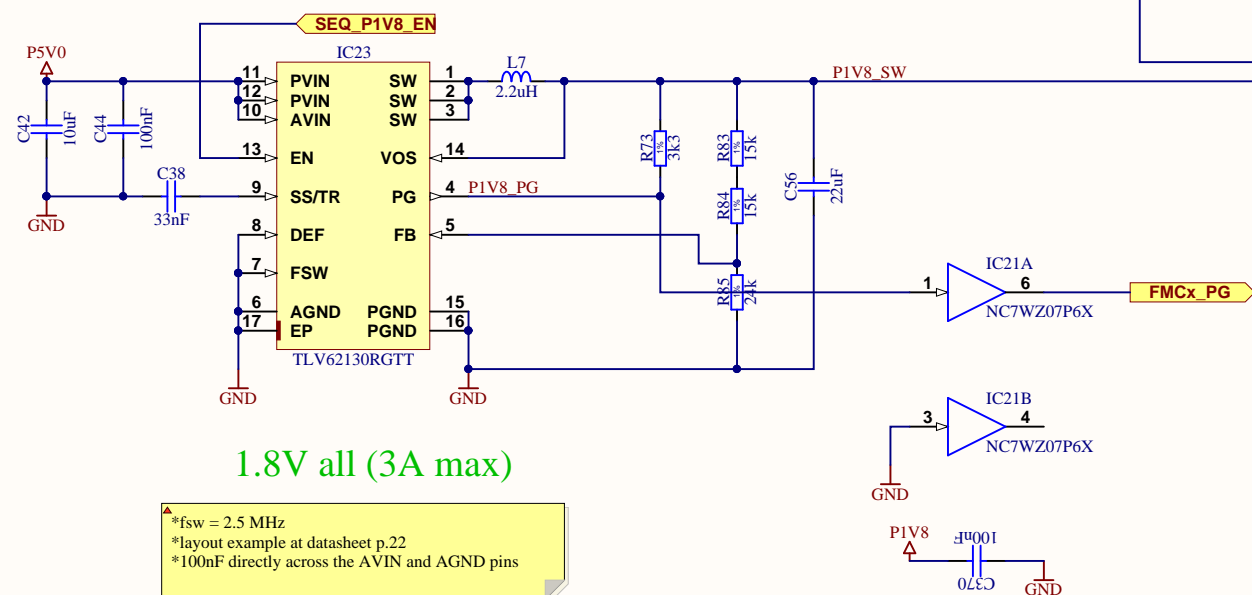 SEQ_P1V8_EN
P5V0
IC23
11 PVIN SW 1
12 PVIN SW 2
10 AVIN SW 3
13 EN VOS 14
9 SS/TR PG 4
8 DEF FB 5
7 FSW
6 AGND PGND 15
17 EP PGND 16
TLV62130RGTT
C42 10uF
C44 100nF
C38
33nF
GND
GND
GND
L7
2.2uH
P1V8_SW
P1V8_PG
R73 1% 3k3
R83 1% 15k
R84 1% 15k
R85 1% 24k
C56 22uF
IC21A
1 6
NC7WZ07P6X
FMCx_PG
IC21B
3 4
NC7WZ07P6X
GND
P1V8
100nF
C370
GND
1.8V all (3A max)
*fsw = 2.5 MHz
*layout example at datasheet p.22
*100nF directly across the AVIN and AGND pins